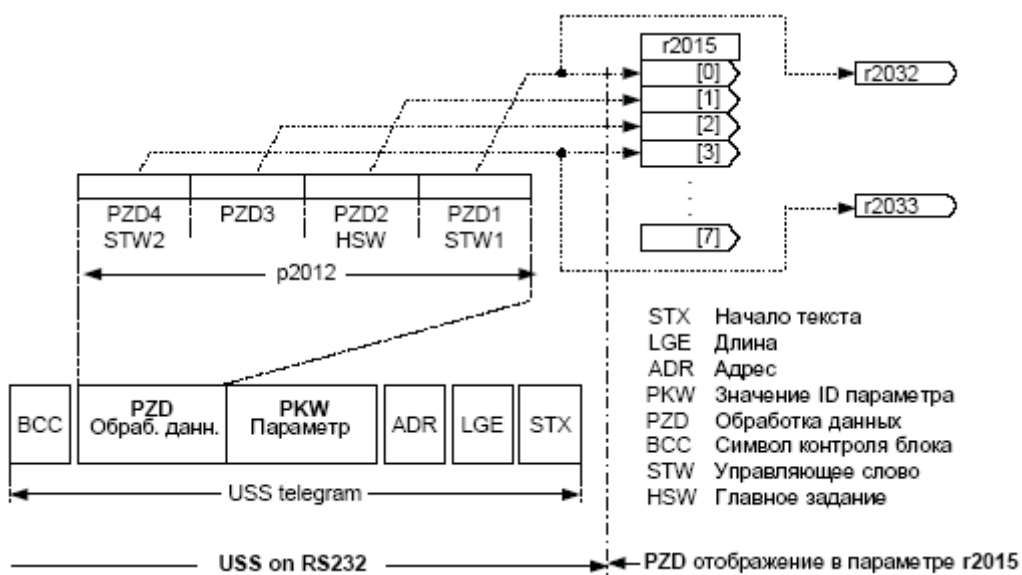 r2015
[0]
[1]
[2]
[3]
[7]
r2032
r2033
PZD4 PZD3 PZD2 PZD1
STW2 HSW STW1
p2012
STX Начало текста
LGE Длина
ADR Адрес
PKW Значение ID параметра
PZD Обработка данных
BCC Символ контроля блока
STW Управляющее слово
HSW Главное задание
BCC
PZD
Обраб. данн.
PKW
Параметр
ADR
LGE
STX
USS telegram
USS on RS232
PZD отображение в параметре r2015